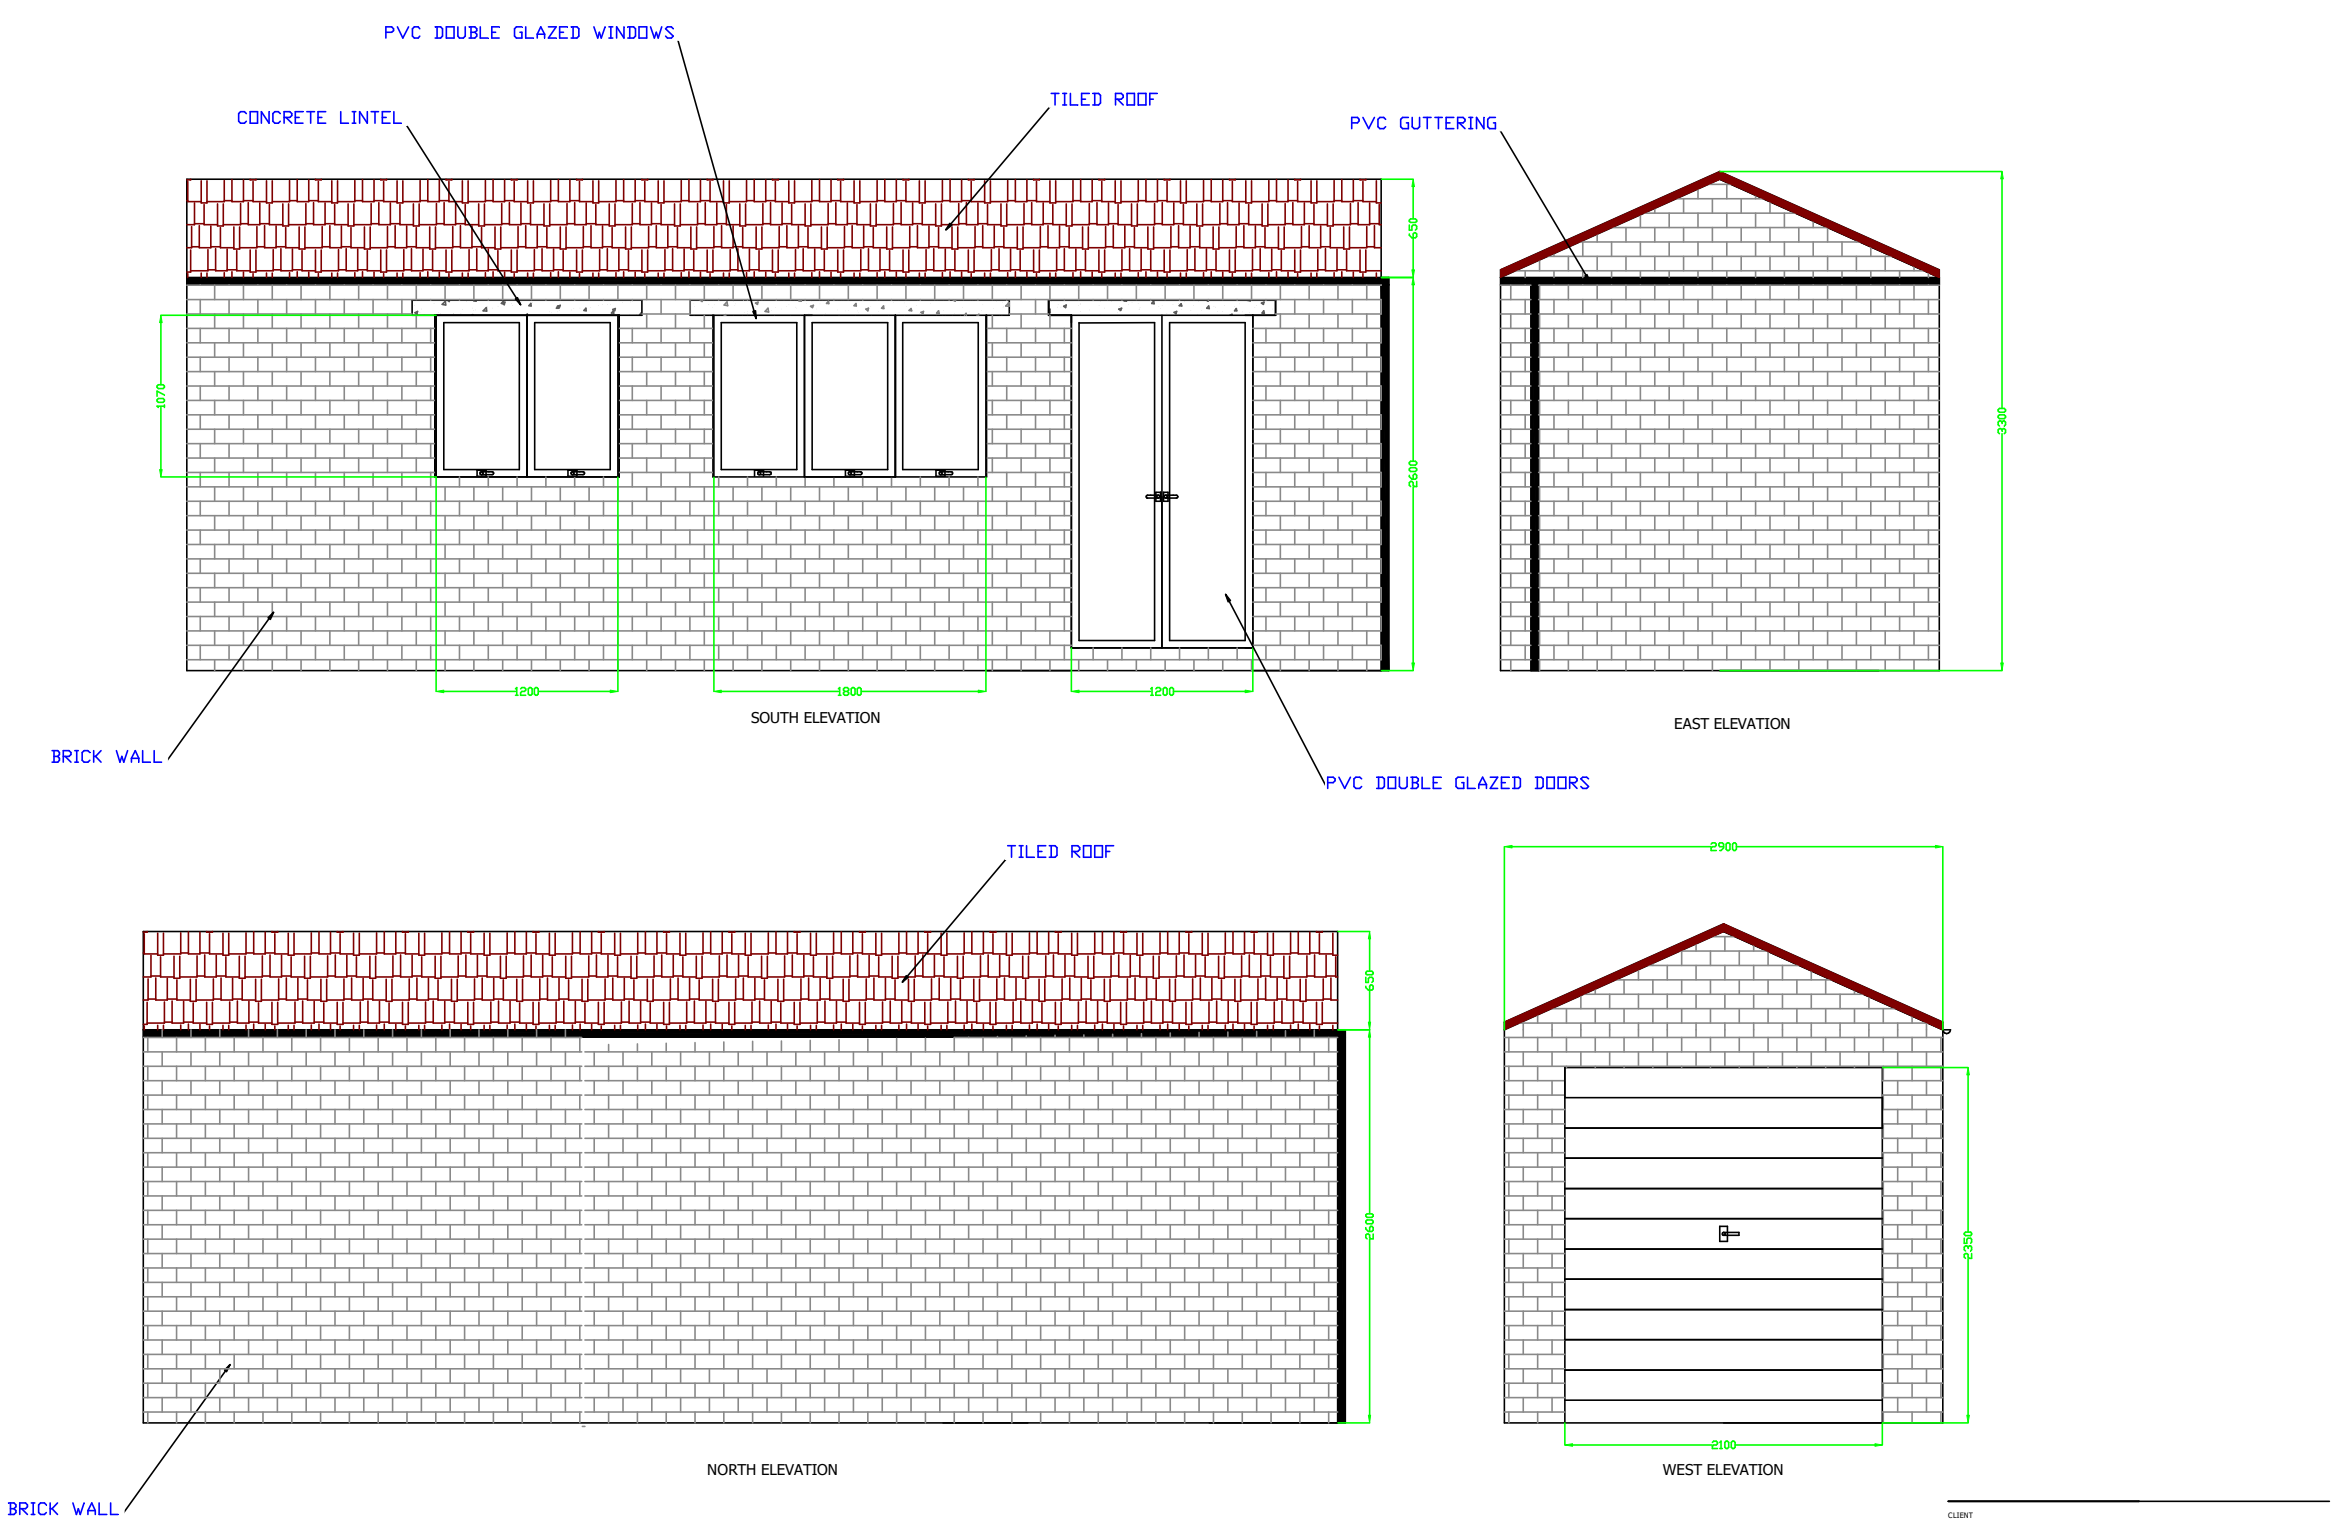 PVC DOUBLE GLAZED WINDOWS
TILED ROOF
CONCRETE LINTEL
PVC GUTTERING
650
1070
3300
2600
1200
1800
1200
SOUTH ELEVATION
EAST ELEVATION
BRICK WALL
PVC DOUBLE GLAZED DOORS
2900
TILED ROOF
650
2600
2350
2100
NORTH ELEVATION
WEST ELEVATION
BRICK WALL
CLIENT